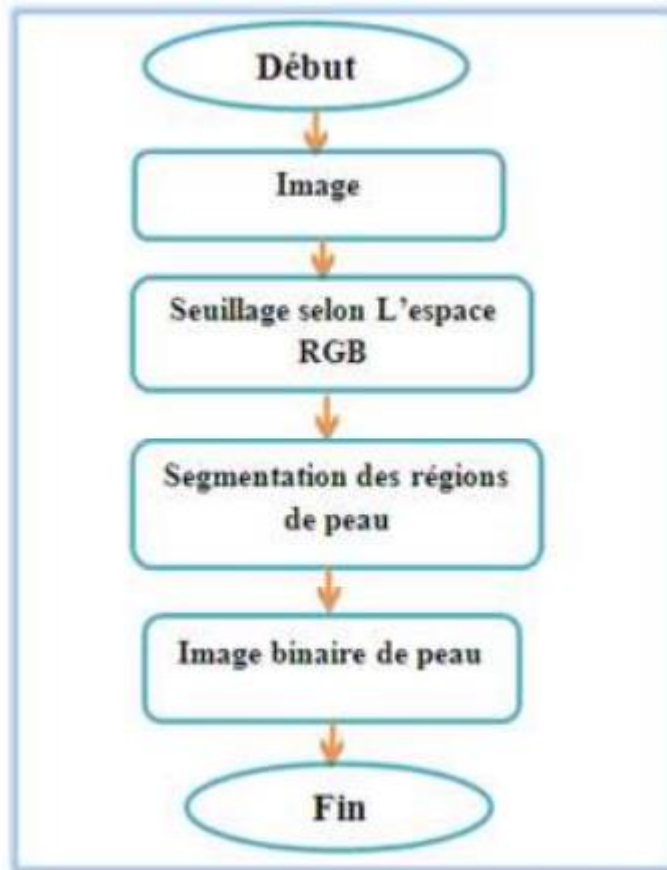 Début
Image
Seuillage selon L'espace
RGB
Segmentation des régions
de peau
Image binaire de peau
Fin